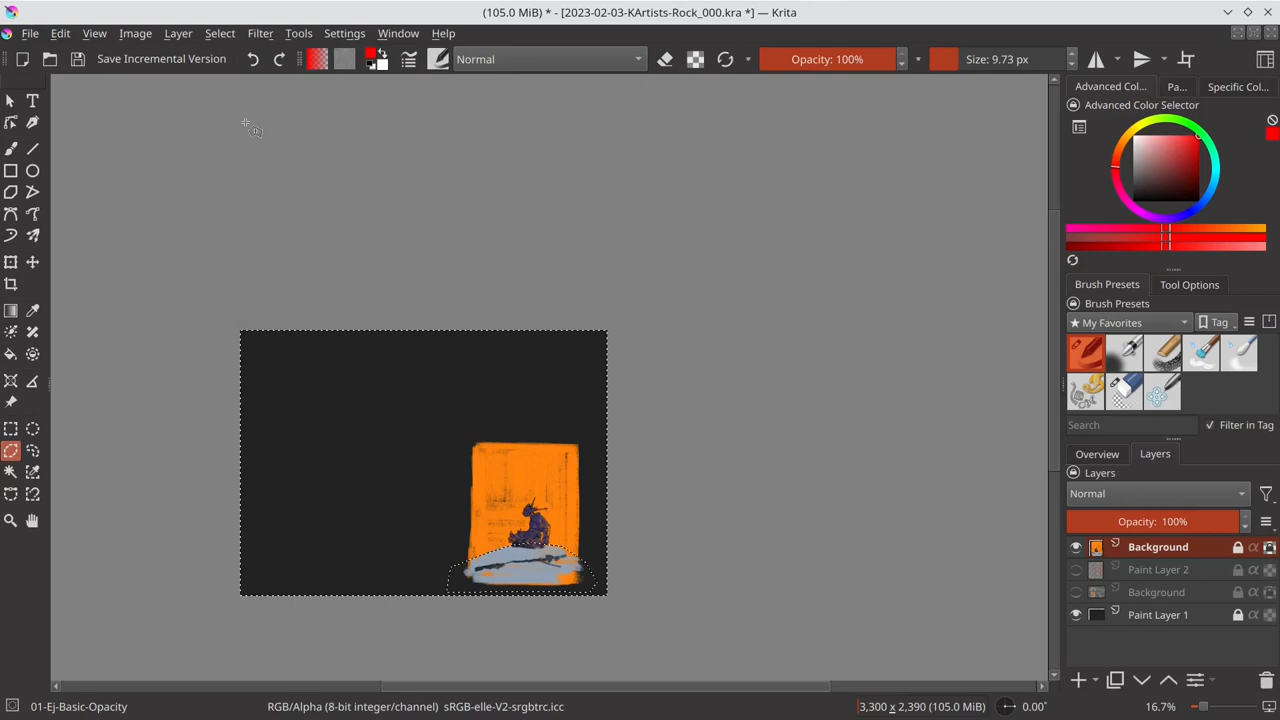 (105.0 MiB) * - [2023-02-03-KArtists-Rock_000.kra *] — Krita
File Edit View Image Layer Select Filter Tools Settings Window Help
Save Incremental Version Normal Opacity: 100% Size: 9.73 px
Advanced Col... Pa... Specific Col...
Advanced Color Selector
Brush Presets Tool Options
Brush Presets
★ My Favorites Tag
Search Filter in Tag
Overview Layers
Layers
Normal
Opacity: 100%
Background
Paint Layer 2
Background
Paint Layer 1
01-Ej-Basic-Opacity RGB/Alpha (8-bit integer/channel) sRGB-elle-V2-srgbtrc.icc 3,300 x 2,390 (105.0 MiB) 0.00° 16.7%